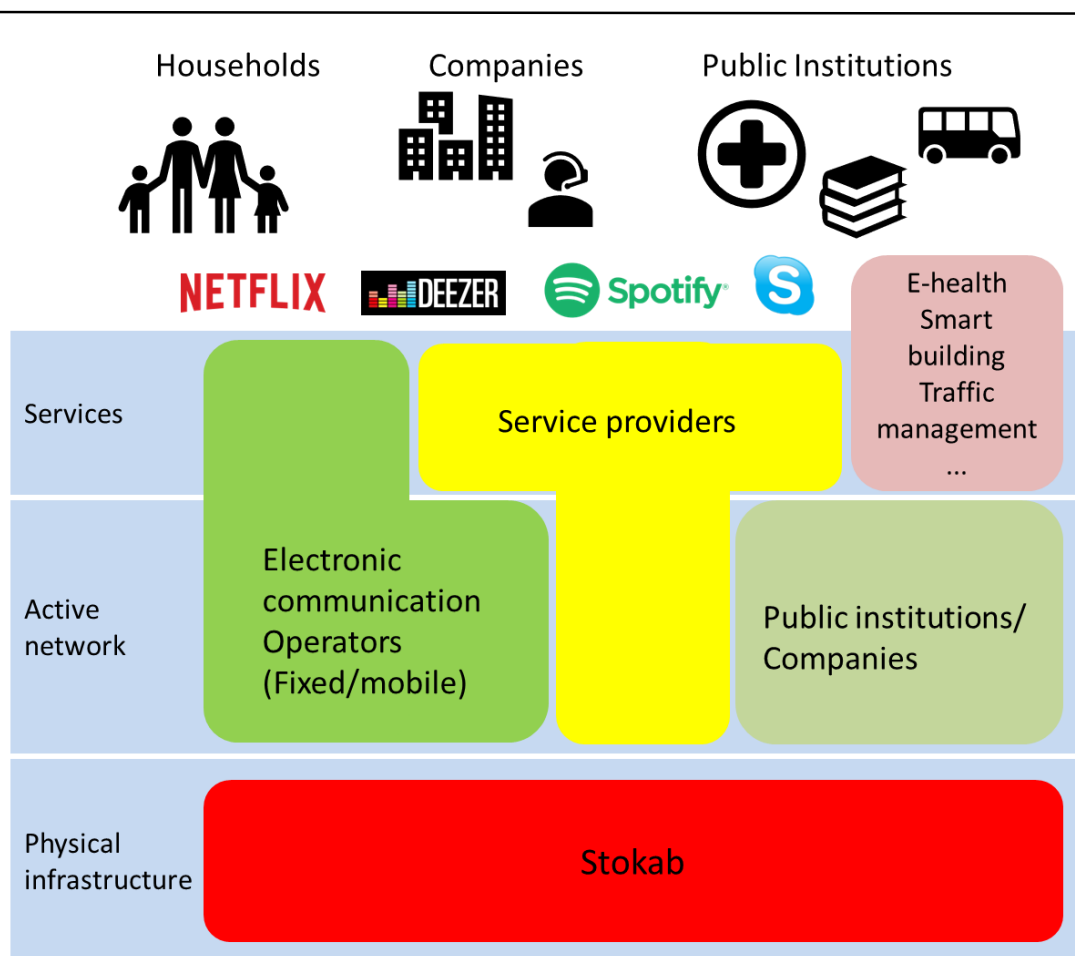 Households
Companies
Public Institutions
NETFLIX
DEEZER
Spotify®
S
E-health
Smart
building
Traffic
management
...
Services
Service providers
Active
network
Electronic
communication
Operators
(Fixed/mobile)
Public institutions/
Companies
Physical
infrastructure
Stokab